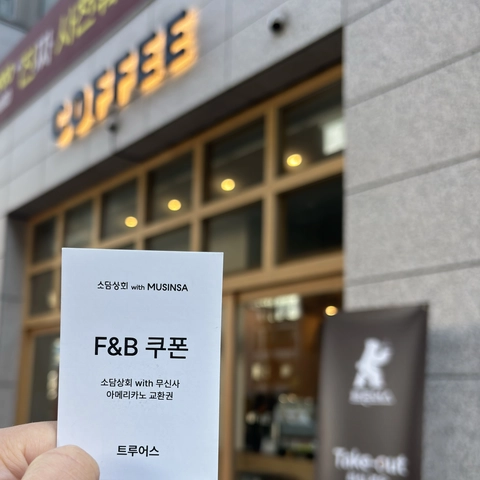 COFFEE
소담상회 with MUSINSA
F&B 쿠폰
소담상회 with 무신사
아메리카노 교환권
트루어스
Take-out